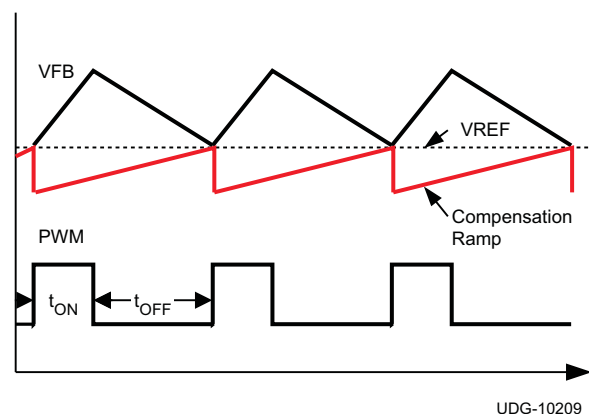 VFB
VREF
Compensation
Ramp
PWM
tON
tOFF
UDG-10209